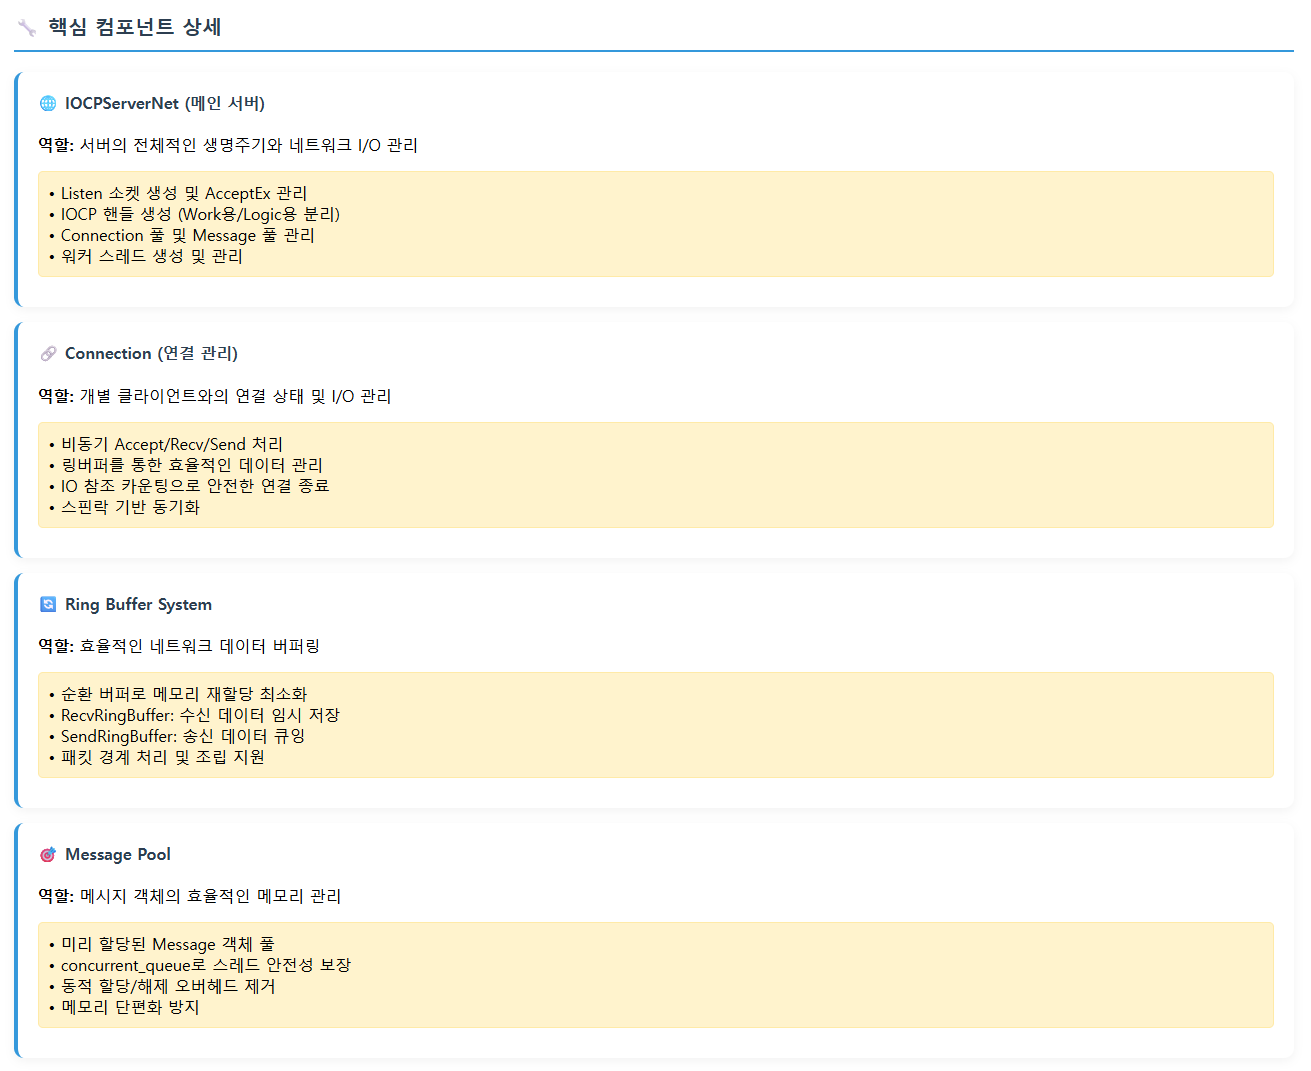 핵심 컴포넌트 상세
IOCPServerNet (메인 서버)
역할: 서버의 전체적인 생명주기와 네트워크 I/O 관리
• Listen 소켓 생성 및 AcceptEx 관리
• IOCP 핸들 생성 (Work용/Logic용 분리)
• Connection 풀 및 Message 풀 관리
• 워커 스레드 생성 및 관리
Connection (연결 관리)
역할: 개별 클라이언트와의 연결 상태 및 I/O 관리
• 비동기 Accept/Recv/Send 처리
• 링버퍼를 통한 효율적인 데이터 관리
• IO 참조 카운팅으로 안전한 연결 종료
• 스핀락 기반 동기화
Ring Buffer System
역할: 효율적인 네트워크 데이터 버퍼링
• 순환 버퍼로 메모리 재할당 최소화
• RecvRingBuffer: 수신 데이터 임시 저장
• SendRingBuffer: 송신 데이터 큐잉
• 패킷 경계 처리 및 조립 지원
Message Pool
역할: 메시지 객체의 효율적인 메모리 관리
• 미리 할당된 Message 객체 풀
• concurrent_queue로 스레드 안전성 보장
• 동적 할당/해제 오버헤드 제거
• 메모리 단편화 방지